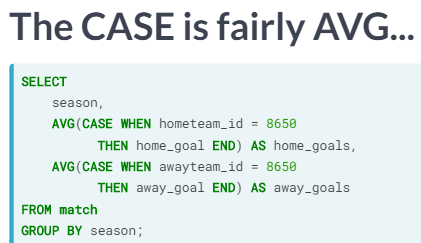 The CASE is fairly AVG...
SELECT
season,
AVG(CASE WHEN hometeam_id = 8650
THEN home_goal END) AS home_goals,
AVG(CASE WHEN awayteam_id = 8650
THEN away_goal END) AS away_goals
FROM match
GROUP BY season;